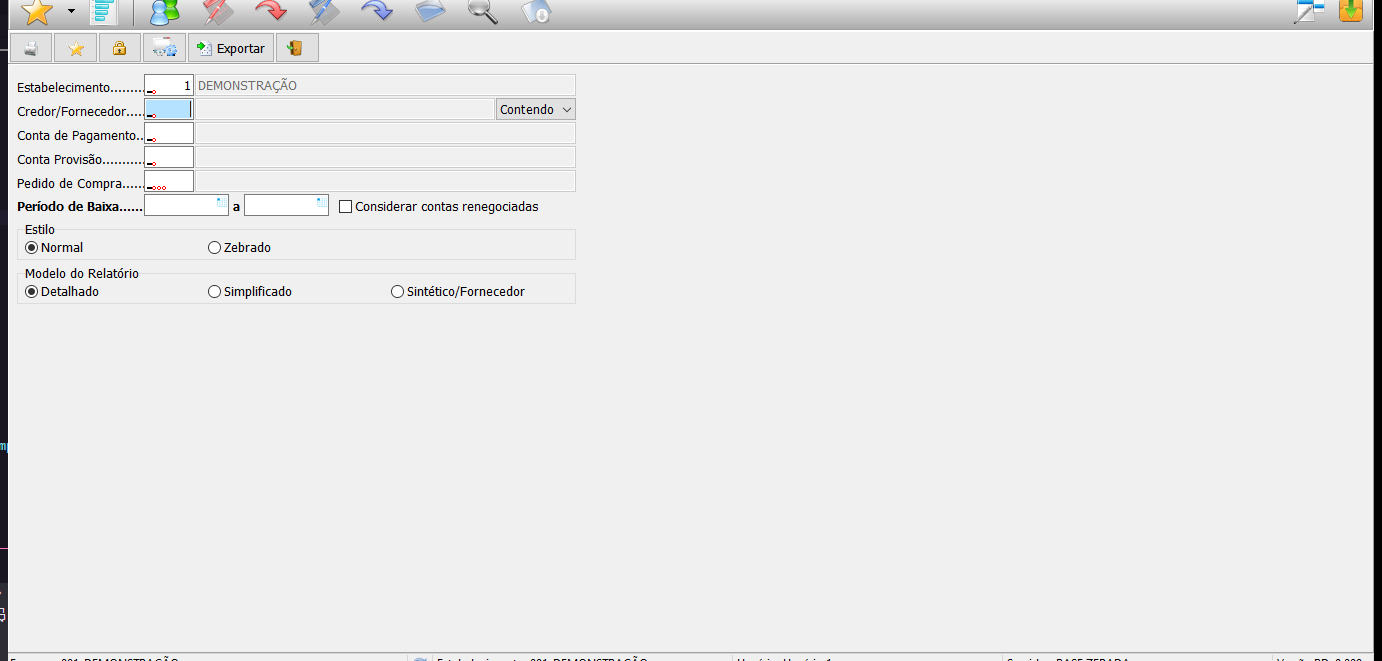 Exportar
Estabelecimento........ 1 DEMONSTRAÇÃO
Credor/Fornecedor..... Contendo
Conta de Pagamento..
Conta Provisão...........
Pedido de Compra......
Período de Baixa...... a Considerar contas renegociadas
Estilo
Normal Zebrado
Modelo do Relatório
Detalhado Simplificado Sintético/Fornecedor